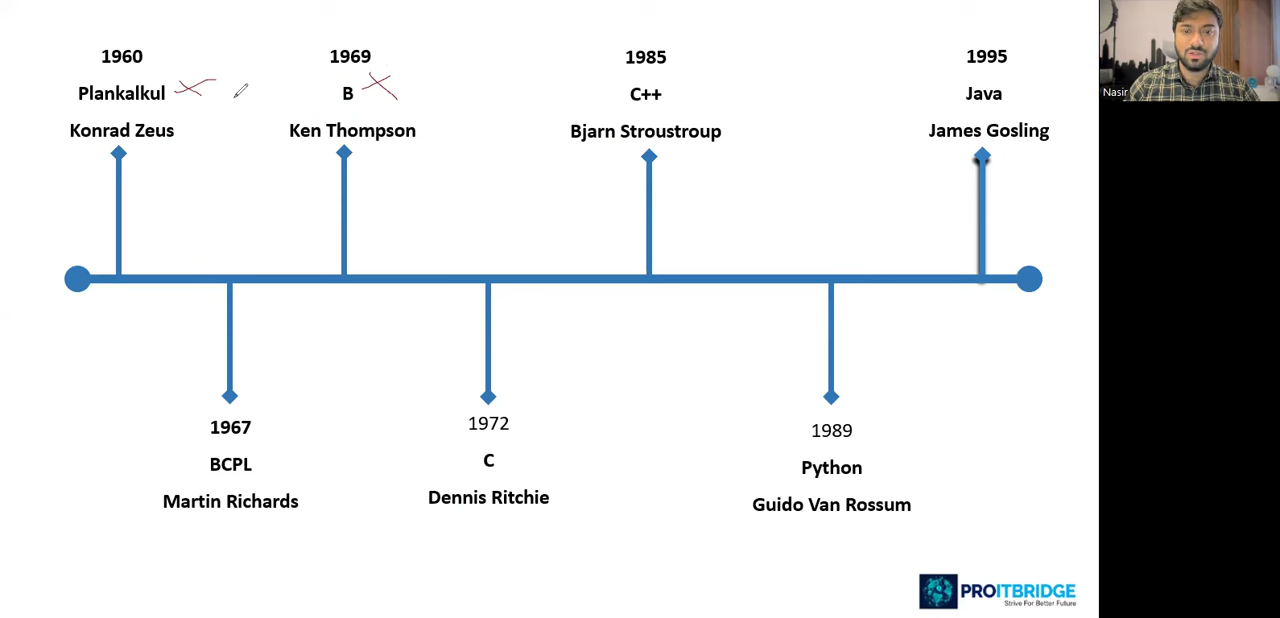 1960
Plankalkul
Konrad Zeus
1969
B
Ken Thompson
1985
C++
Bjarn Stroustroup
1995
Java
James Gosling
Nasir
1967
BCPL
Martin Richards
1972
C
Dennis Ritchie
1989
Python
Guido Van Rossum
PROITBRIDGE
Strive For Better Future